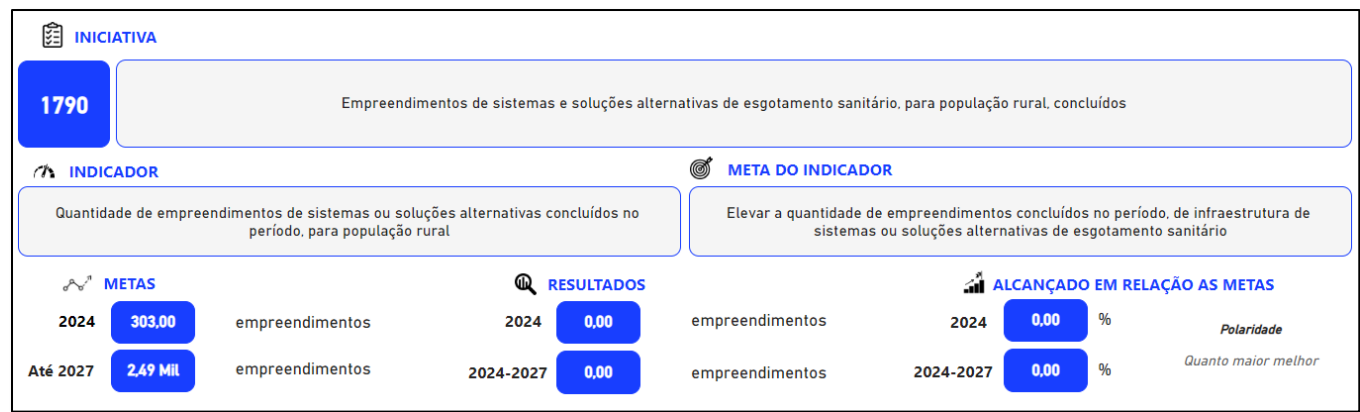 INICIATIVA
1790
Empreendimentos de sistemas e soluções alternativas de esgotamento sanitário, para população rural, concluídos
INDICADOR
Quantidade de empreendimentos de sistemas ou soluções alternativas concluídos no
período, para população rural
META DO INDICADOR
Elevar a quantidade de empreendimentos concluídos no período, de infraestrutura de
sistemas ou soluções alternativas de esgotamento sanitário
METAS
2024 303,00 empreendimentos
Até 2027 2,49 Mil empreendimentos
RESULTADOS
2024 0,00 empreendimentos
2024-2027 0,00 empreendimentos
ALCANÇADO EM RELAÇÃO AS METAS
2024 0,00 %
2024-2027 0,00 %
Polaridade
Quanto maior melhor